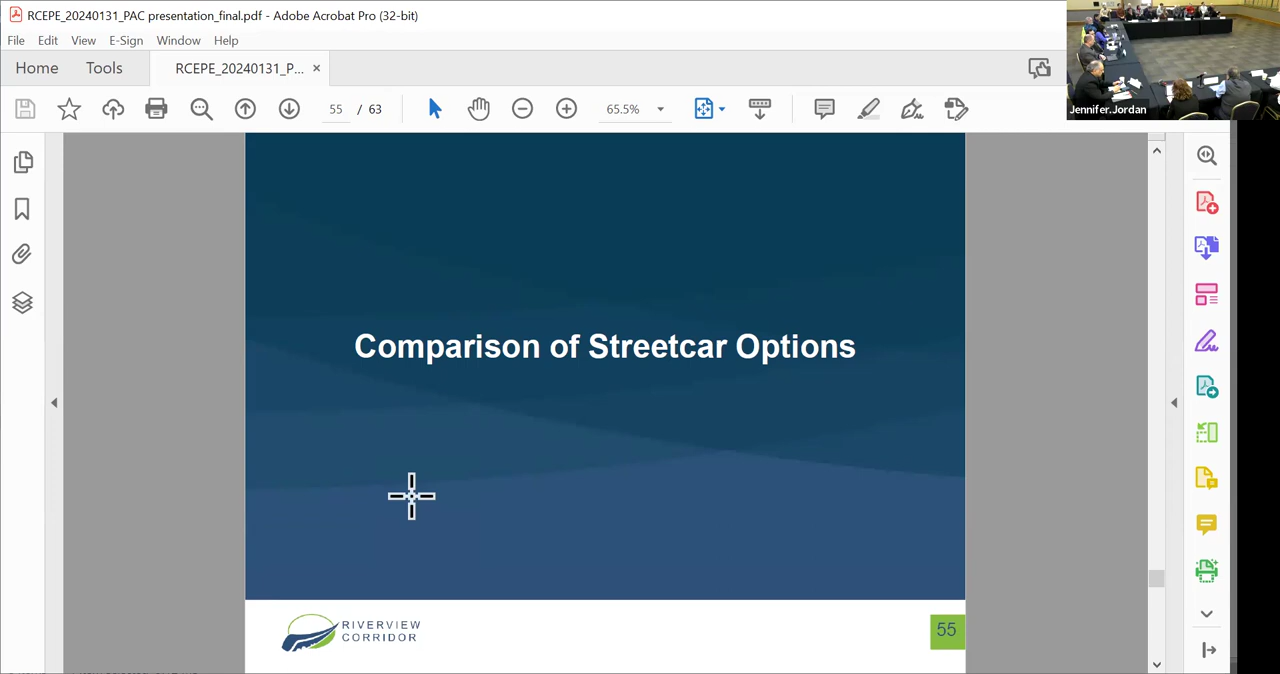 RCEPE_20240131_PAC presentation_final.pdf - Adobe Acrobat Pro (32-bit)
File Edit View E-Sign Window Help
Home Tools RCEPE_20240131_P... ×
55 / 63 65.5%
Jennifer.Jordan
Comparison of Streetcar Options
RIVERVIEW
CORRIDOR
55